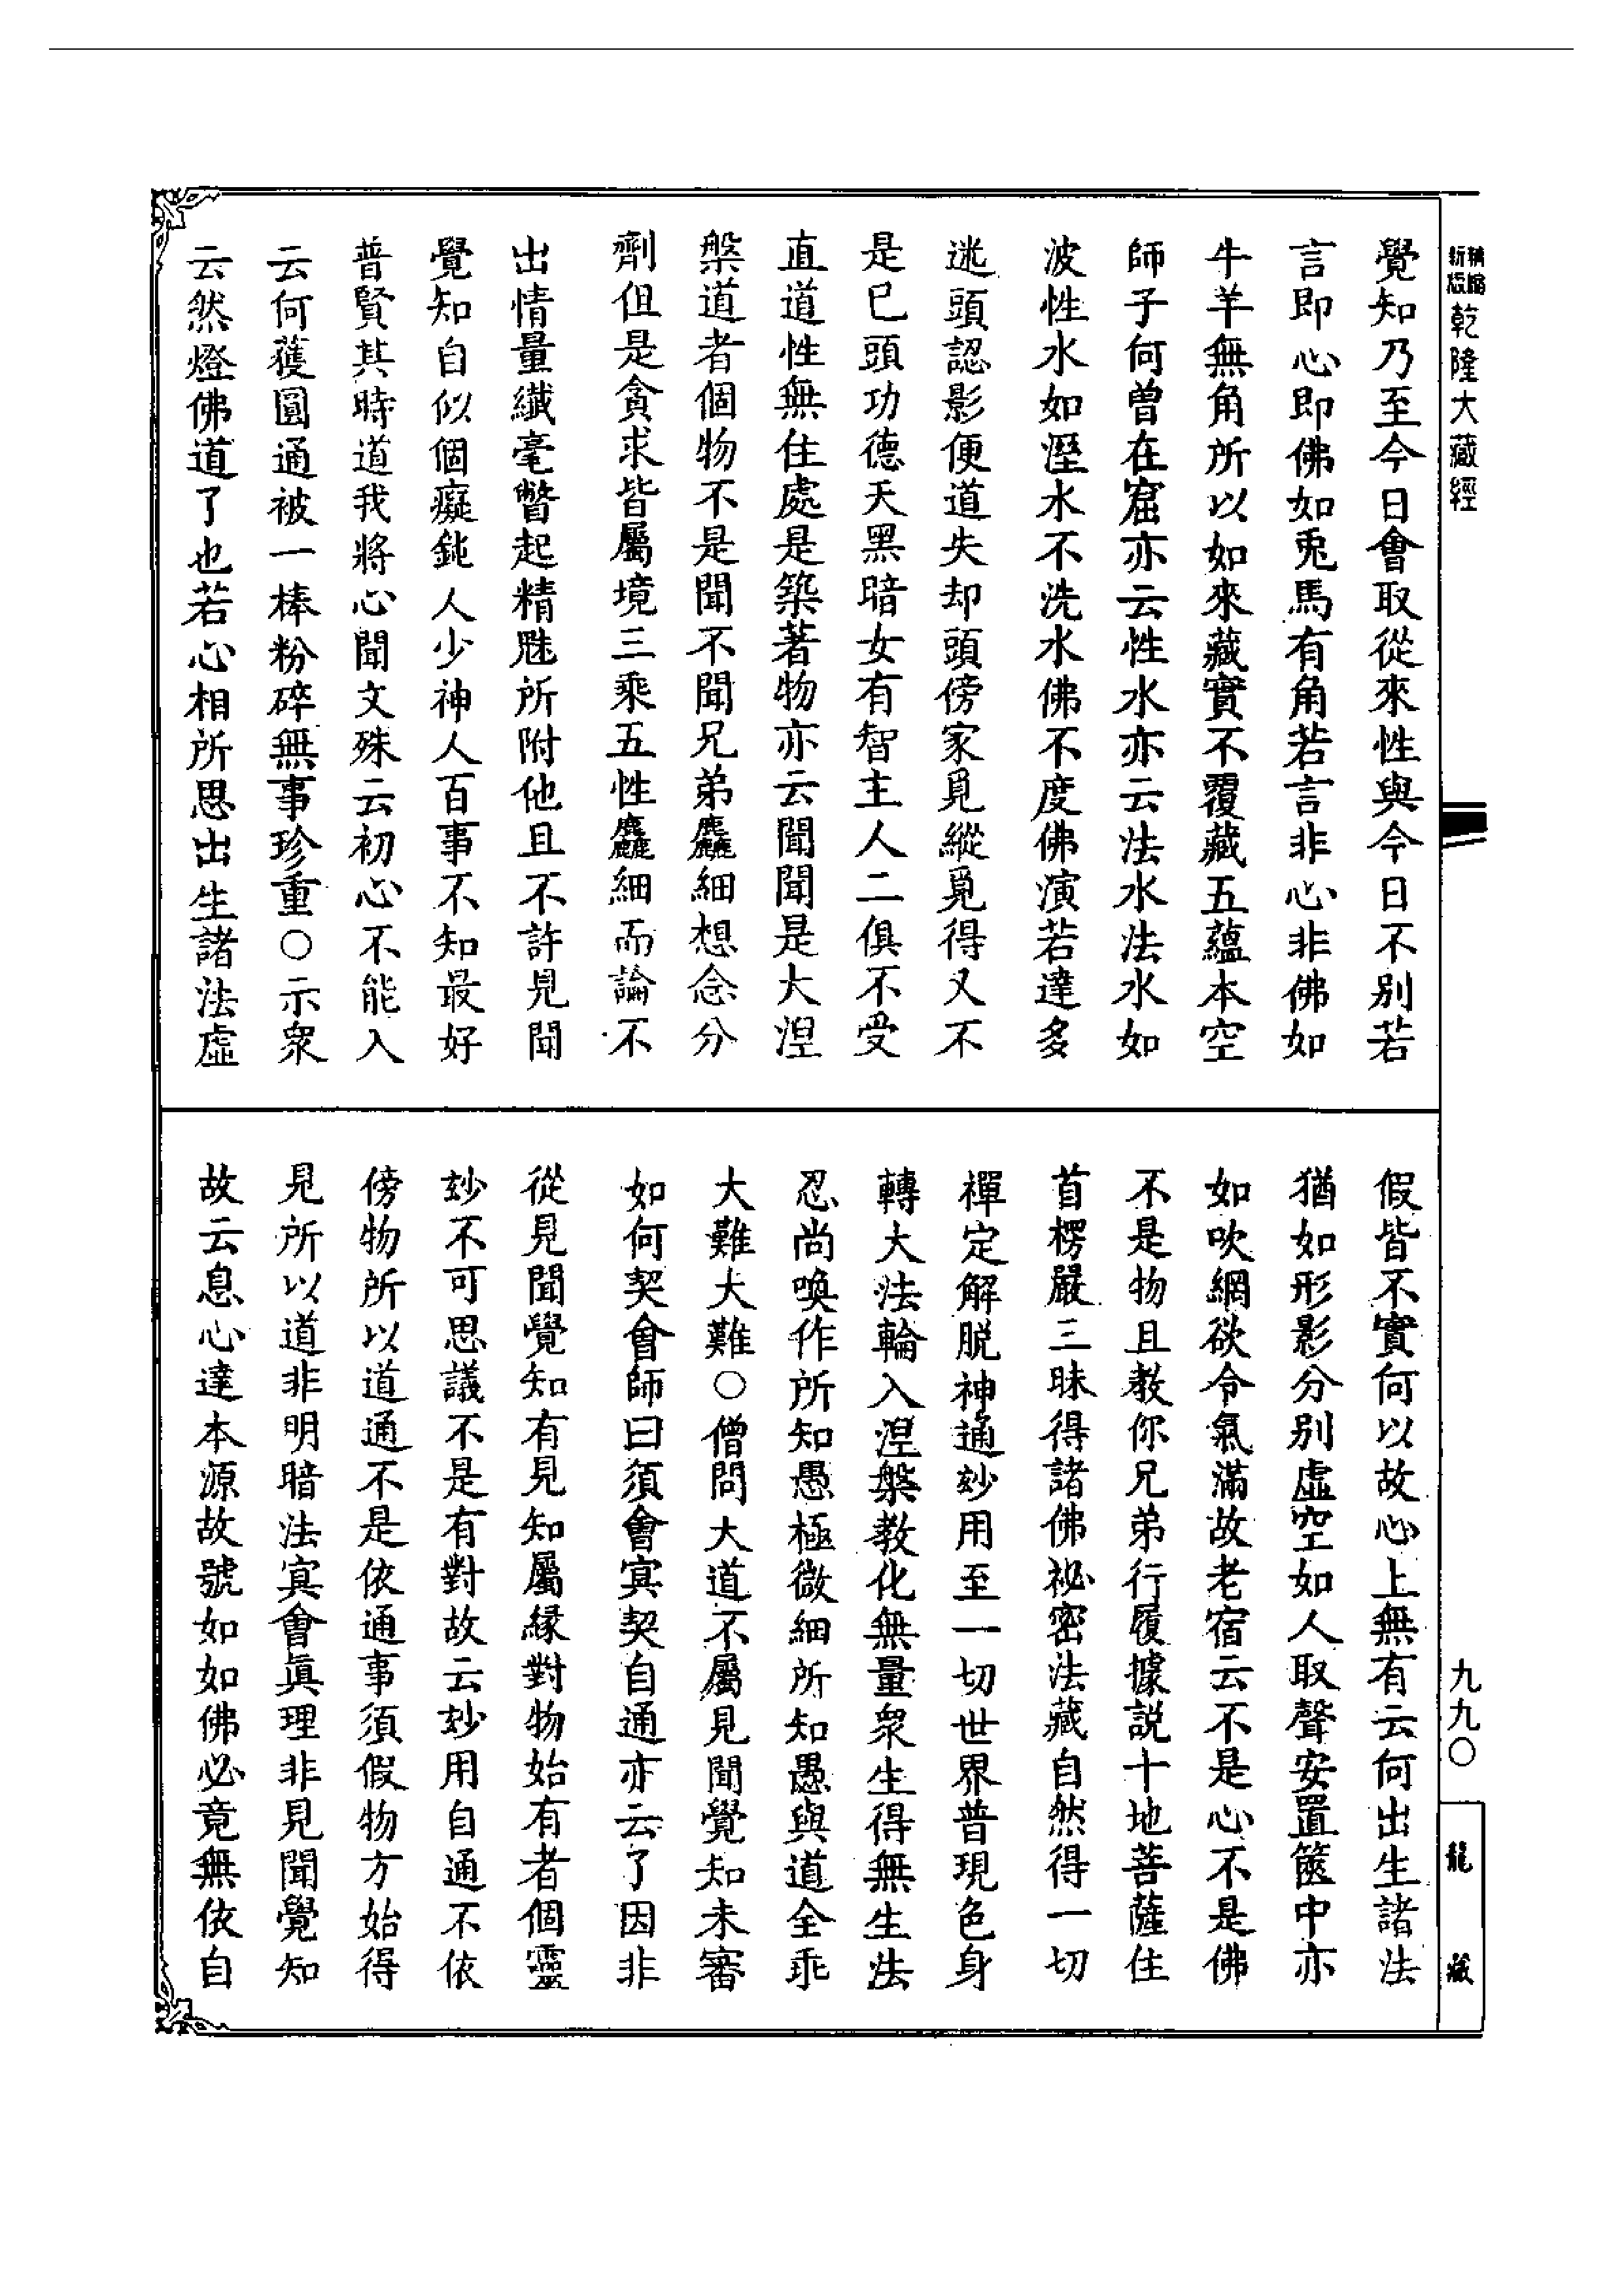 新版精縮乾隆大藏經
覺知乃至今日會取從來性與今日不別若
言即心即佛如兎馬有角若言非心非佛如
牛羊無角所以如來藏實不覆藏五蘊本空
師子何曾在窟亦云性水亦云法水法水如
波性水如溼水不洗水佛不度佛演若達多
迷頭認影便道失却頭傍家覓縱覓得又不
是已頭功德天黑暗女有智主人二俱不受
直道性無住處是築著物亦云聞聞是大涅
槃道者個物不是聞不聞兄弟麤細想念分
劑但是貪求皆屬境三乘五性麤細而論不
出情量纖毫瞥起精魅所附他且不許見聞
覺知自似個癡鈍人少神人百事不知最好
普賢其時道我將心聞文殊云初心不能入
云何獲圓通被一棒粉碎無事珍重○示衆
云然燈佛道了也若心相所思出生諸法虛
假皆不實何以故心上無有云何出生諸法
猶如形影分別虛空如人取聲安置篋中亦
如吹網欲令氣滿故老宿云不是心不是佛
不是物且教你兄弟行履據說十地菩薩住
首楞嚴三昧得諸佛祕密法藏自然得一切
禪定解脫神通玅用至一切世界普現色身
轉大法輪入涅槃教化無量衆生得無生法
忍尚喚作所知愚極微細所知愚與道全乖
大難大難○僧問大道不屬見聞覺知未審
如何契會師曰須會寘契自通亦云了因非
從見聞覺知有見知屬緣對物始有者個靈
玅不可思議不是有對故云玅用自通不依
傍物所以道通不是依通事須假物方始得
見所以道非明暗法寘會眞理非見聞覺知
故云息心達本源故號如如佛必竟無依自
九九○
龍藏